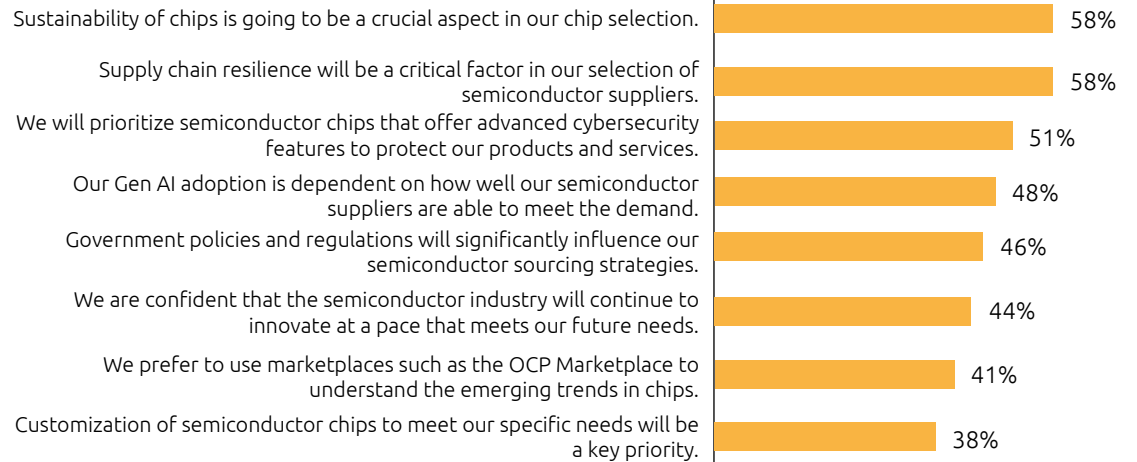 Sustainability of chips is going to be a crucial aspect in our chip selection.
58%
Supply chain resilience will be a critical factor in our selection of
semiconductor suppliers.
58%
We will prioritize semiconductor chips that offer advanced cybersecurity
features to protect our products and services.
51%
Our Gen AI adoption is dependent on how well our semiconductor
suppliers are able to meet the demand.
48%
Government policies and regulations will significantly influence our
semiconductor sourcing strategies.
46%
We are confident that the semiconductor industry will continue to
innovate at a pace that meets our future needs.
44%
We prefer to use marketplaces such as the OCP Marketplace to
understand the emerging trends in chips.
41%
Customization of semiconductor chips to meet our specific needs will be
a key priority.
38%